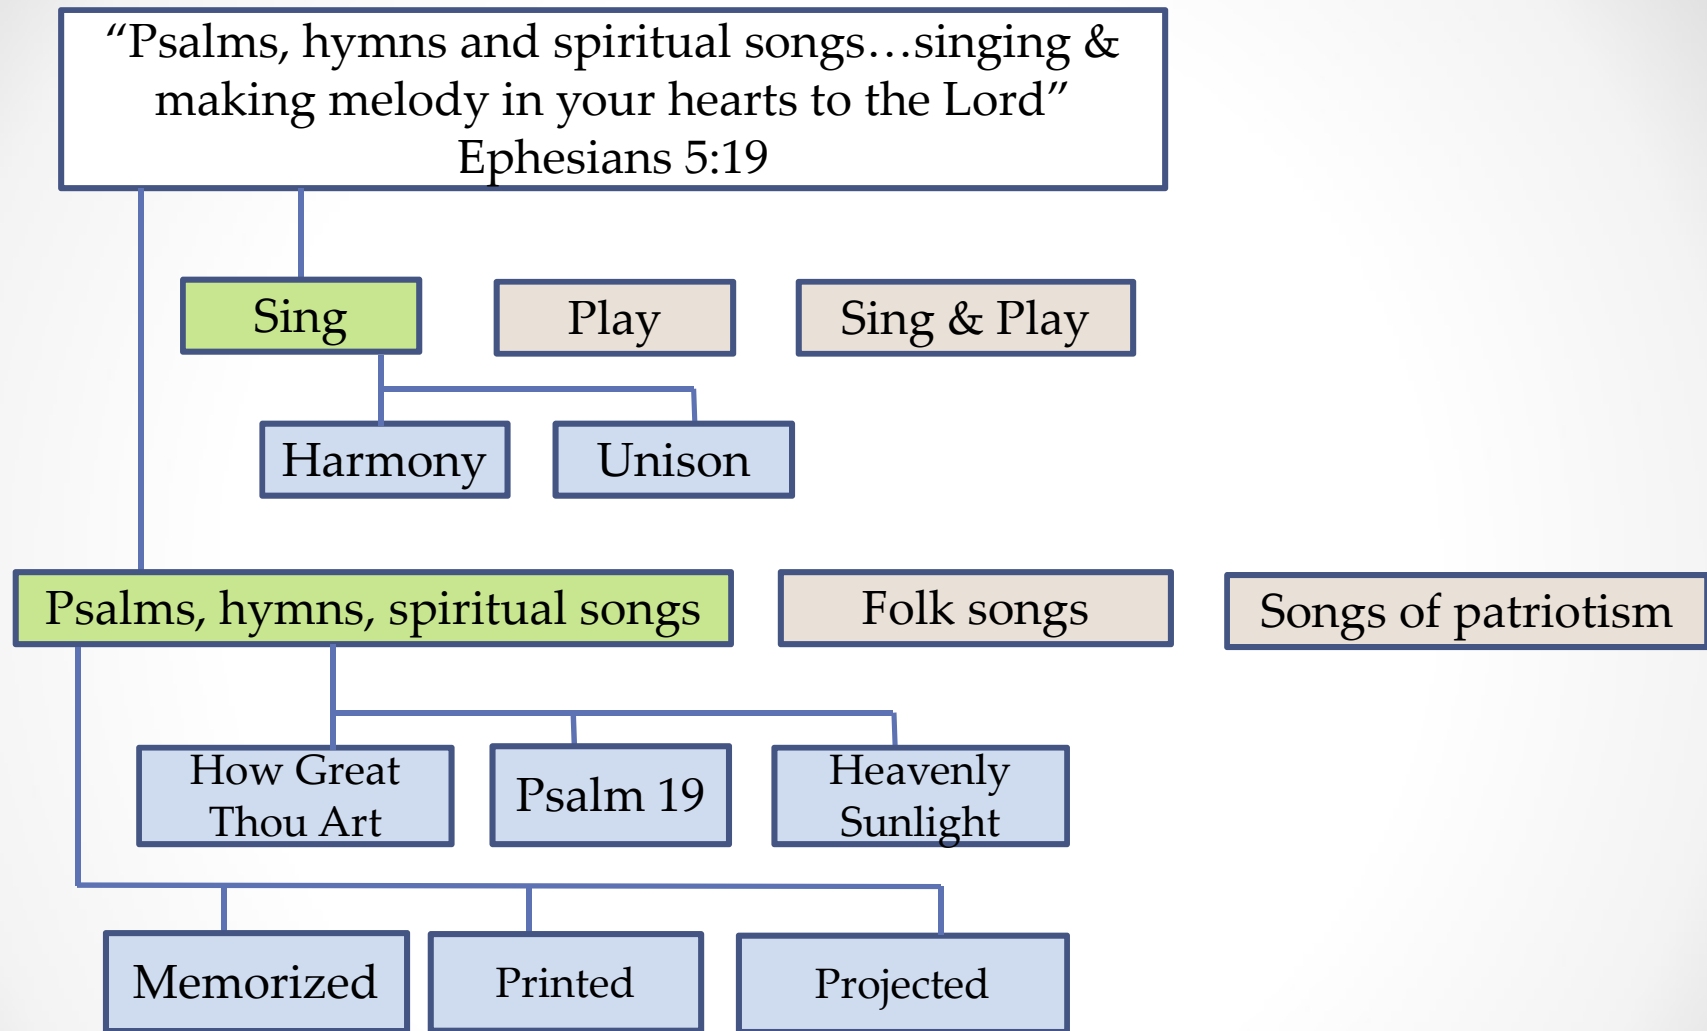 “Psalms, hymns and spiritual songs…singing &
making melody in your hearts to the Lord”
Ephesians 5:19
Sing
Play
Sing & Play
Harmony
Unison
Psalms, hymns, spiritual songs
Folk songs
Songs of patriotism
How Great
Thou Art
Psalm 19
Heavenly
Sunlight
Memorized
Printed
Projected